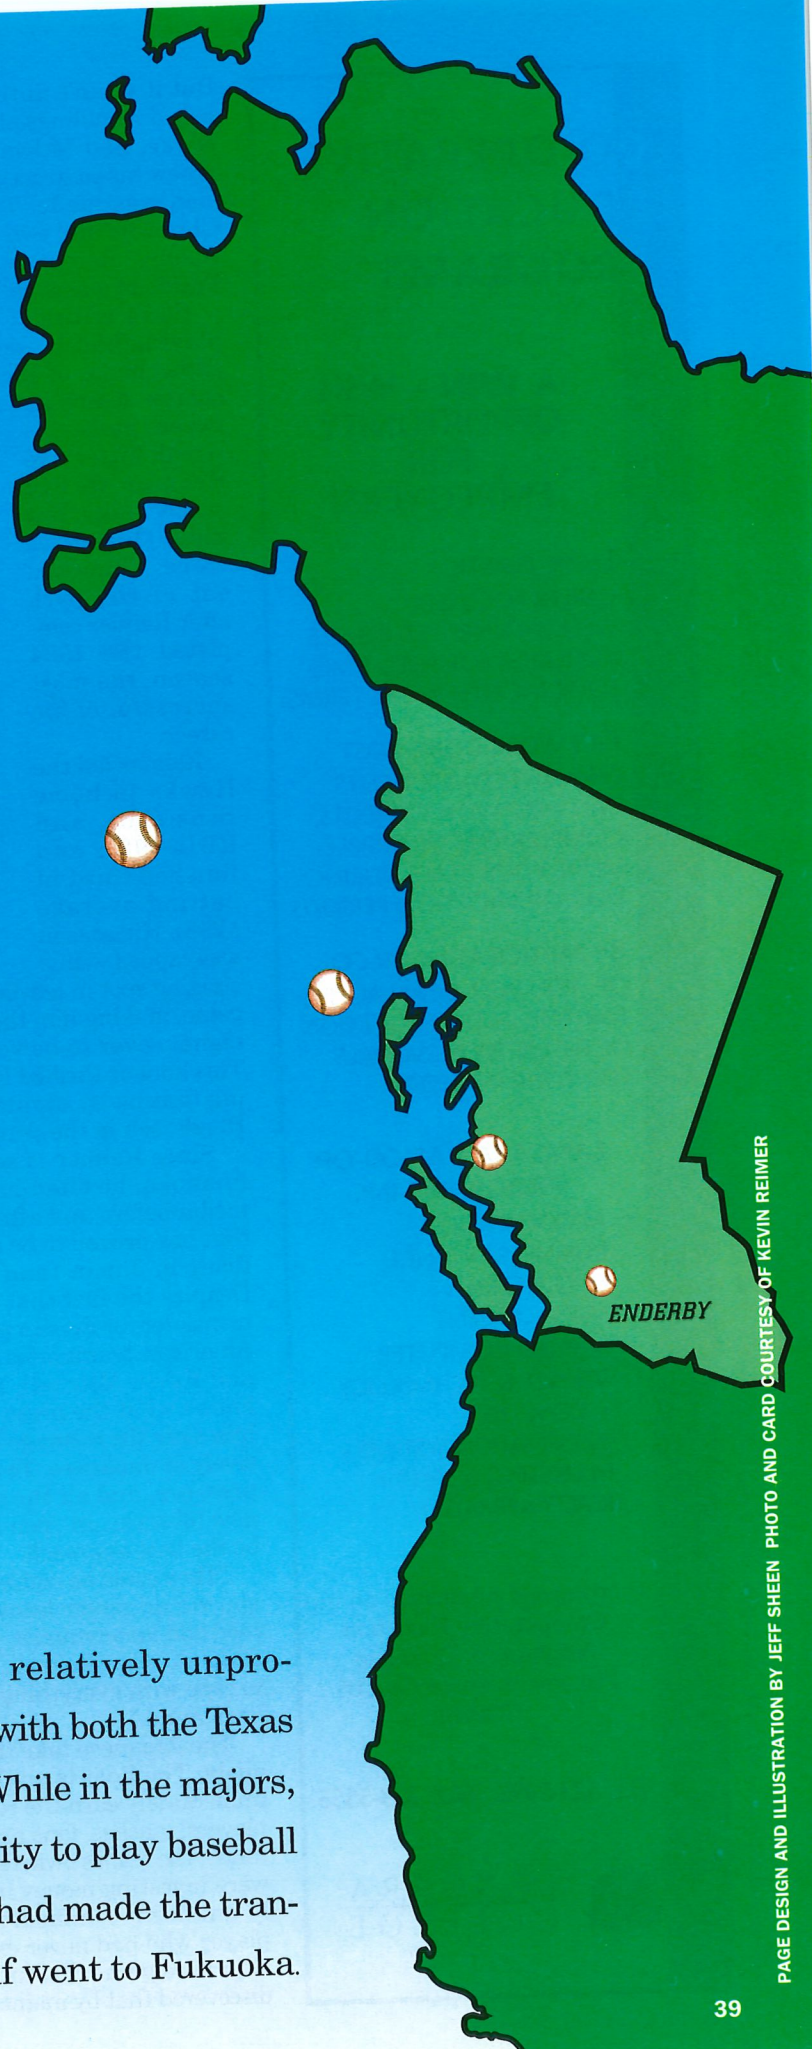 ENDERBY
relatively unpro-
with both the Texas
While in the majors,
ity to play baseball
had made the tran-
f went to Fukuoka.
PAGE DESIGN AND ILLUSTRATION BY JEFF SHEEN PHOTO AND CARD COURTESY OF KEVIN REIMER
39